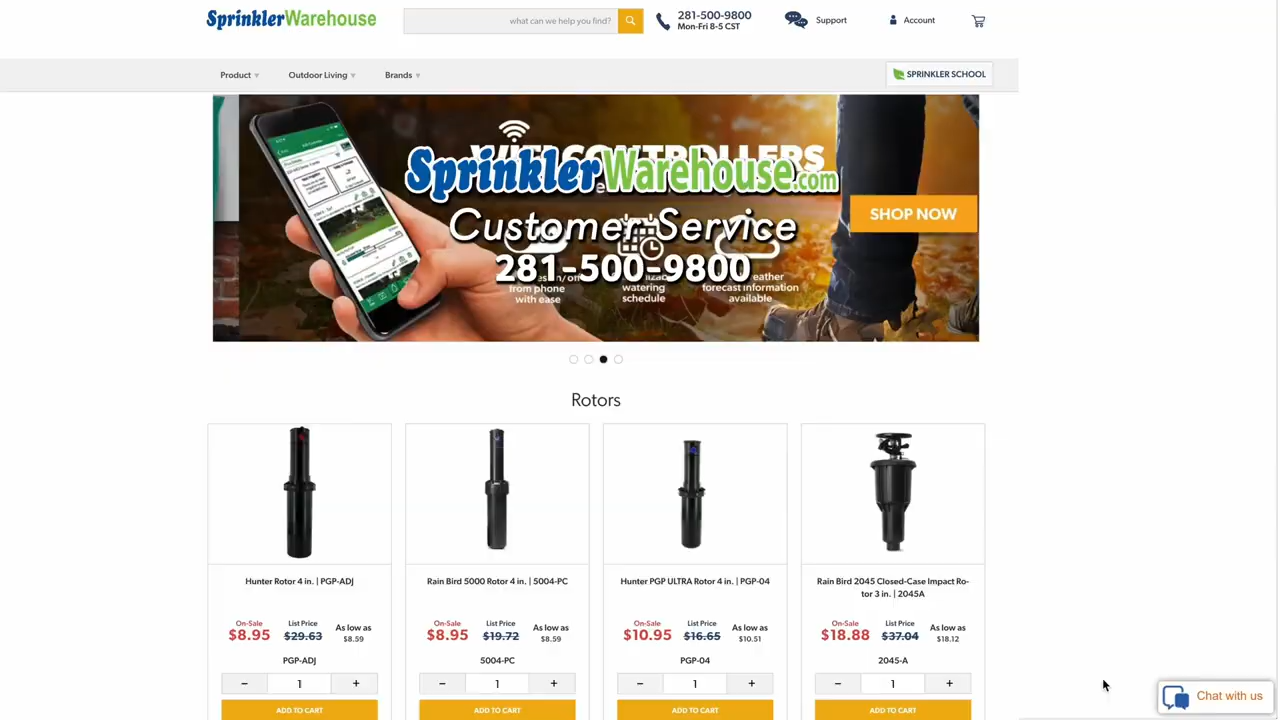 SprinklerWarehouse
what can we help you find?
281-500-9800
Mon-Fri 8-5 CST
Support
Account
Product
Outdoor Living
Brands
SPRINKLER SCHOOL
SprinklerWarehouse.com
Customer Service
281-500-9800
SHOP NOW
from phone
with ease
watering
schedule
forecast information
available
Rotors
Hunter Rotor 4 in. | PGP-ADJ
On-Sale
$8.95
List Price
$29.63
As low as
$8.59
PGP-ADJ
− 1 +
ADD TO CART
Rain Bird 5000 Rotor 4 in. | 5004-PC
On-Sale
$8.95
List Price
$19.72
As low as
$8.59
5004-PC
− 1 +
ADD TO CART
Hunter PGP ULTRA Rotor 4 in. | PGP-04
On-Sale
$10.95
List Price
$16.65
As low as
$10.51
PGP-04
− 1 +
ADD TO CART
Rain Bird 2045 Closed-Case Impact Ro-
tor 3 in. | 2045A
On-Sale
$18.88
List Price
$37.04
As low as
$18.12
2045-A
− 1 +
ADD TO CART
Chat with us